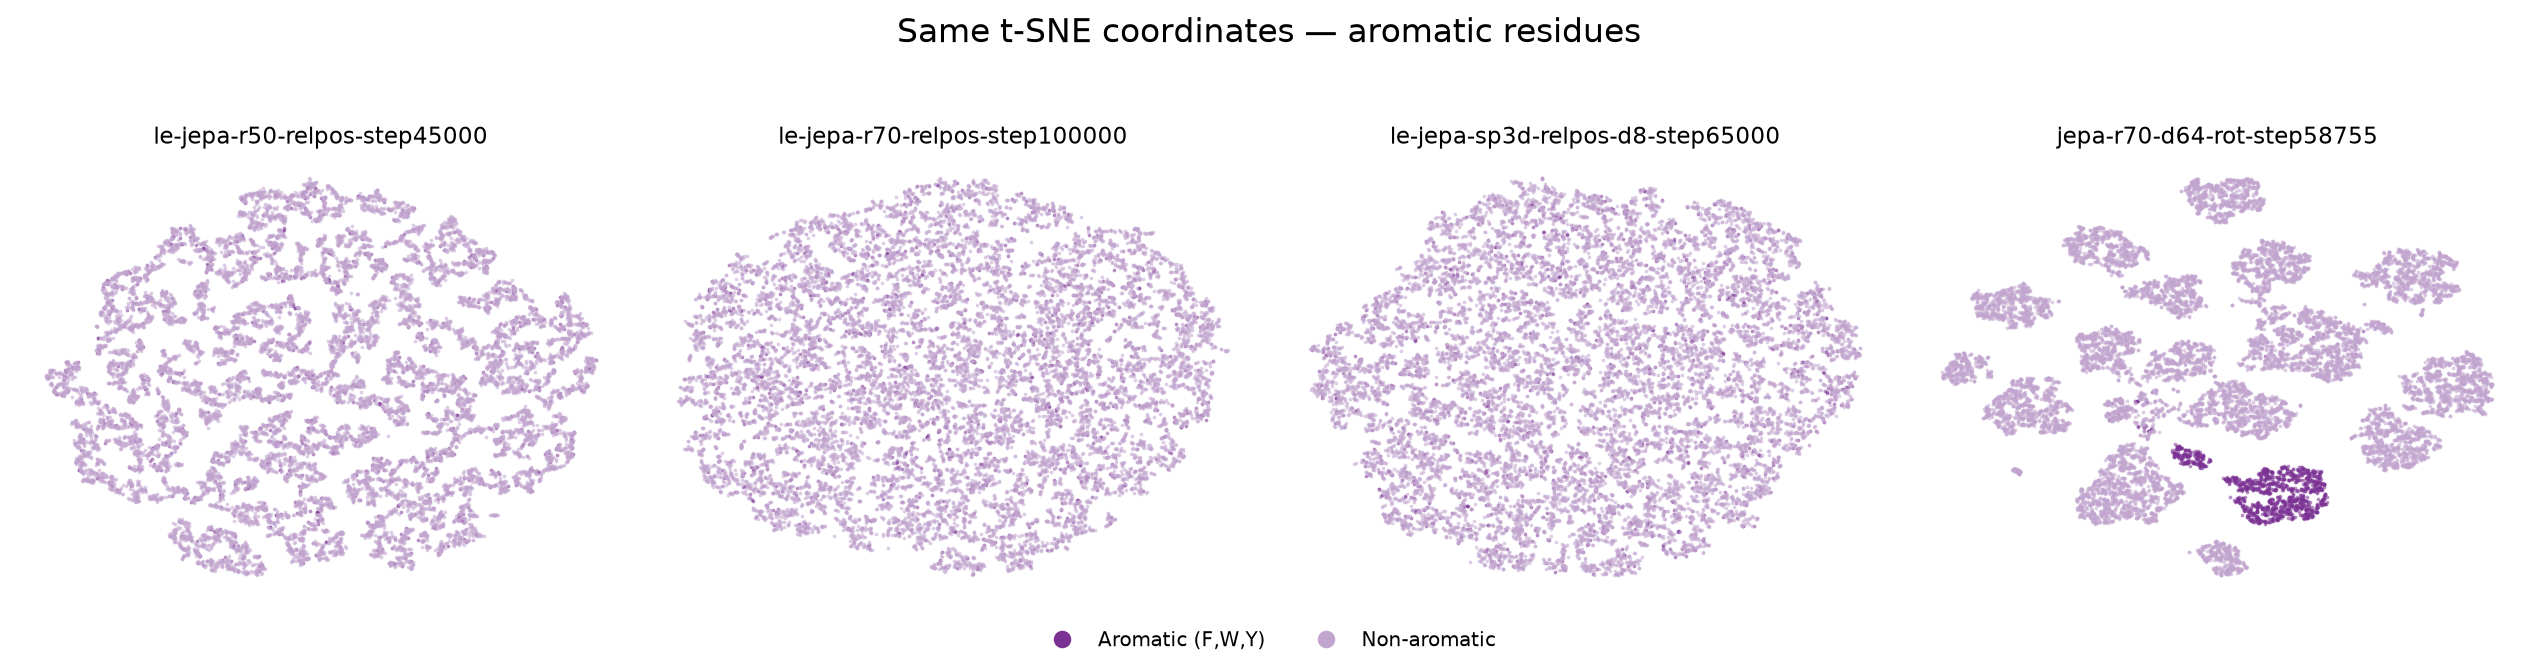 Same t-SNE coordinates — aromatic residues
le-jepa-r50-relpos-step45000
le-jepa-r70-relpos-step100000
le-jepa-sp3d-relpos-d8-step65000
jepa-r70-d64-rot-step58755
Aromatic (F,W,Y)
Non-aromatic